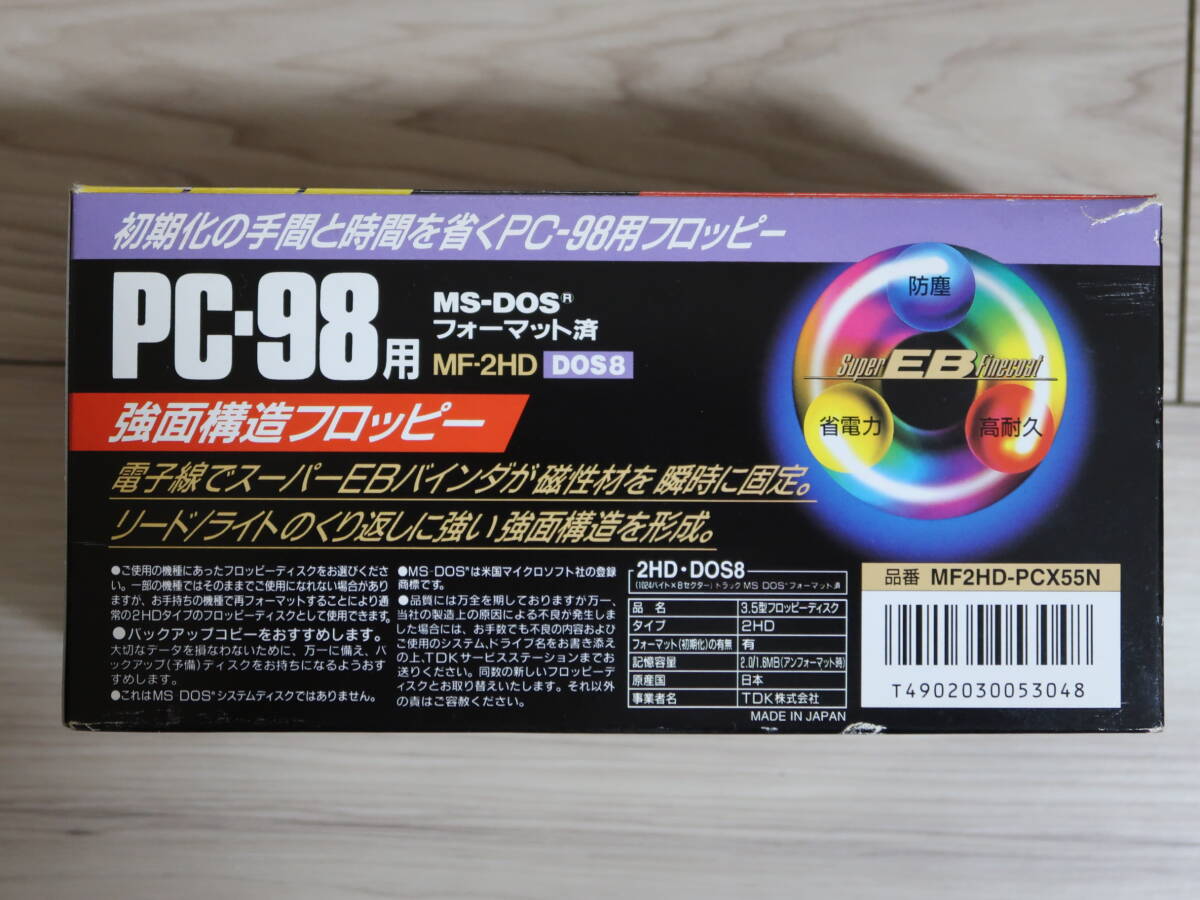 初期化の手間と時間を省くPC-98用フロッピー
PC-98用
MS-DOS®
フォーマット済
MF-2HD DOS8
強面構造フロッピー
電子線でスーパーEBバインダが磁性材を瞬時に固定。
リード/ライトのくり返しに強い強面構造を形成。
防塵
Super EB Finecoat
省電力
高耐久
●ご使用の機種にあったフロッピーディスクをお選びくださ
い。一部の機種ではそのままでご使用になれない場合があり
ますが、お手持ちの機種で再フォーマットすることにより通
常の2HDタイプのフロッピーディスクとして使用できます。
●バックアップコピーをおすすめします。
大切なデータを損なわないために、万一に備え、バ
ックアップ(予備)ディスクをお持ちになるようおす
すめします。
●これはMS-DOS®システムディスクではありません。
●MS-DOS®は米国マイクロソフト社の登録
商標です。
●品質には万全を期しておりますが万一、
当社の製造上の原因による不良が発生しま
した場合には、お手数でも不良の内容および
ご使用のシステム、ドライブ名をお書き添え
の上、TDKサービスステーションまでお
送りください。同数の新しいフロッピーデ
ィスクとお取り替えいたします。それ以外
の責はご容赦ください。
2HD・DOS8
(1024バイト×8セクター)トラック MS-DOS®フォーマット済
品名 3.5型フロッピーディスク
タイプ 2HD
フォーマット(初期化)の有無 有
記憶容量 2.0/1.6MB(アンフォーマット時)
原産国 日本
事業者名 TDK株式会社
MADE IN JAPAN
品番 MF2HD-PCX55N
T4902030053048